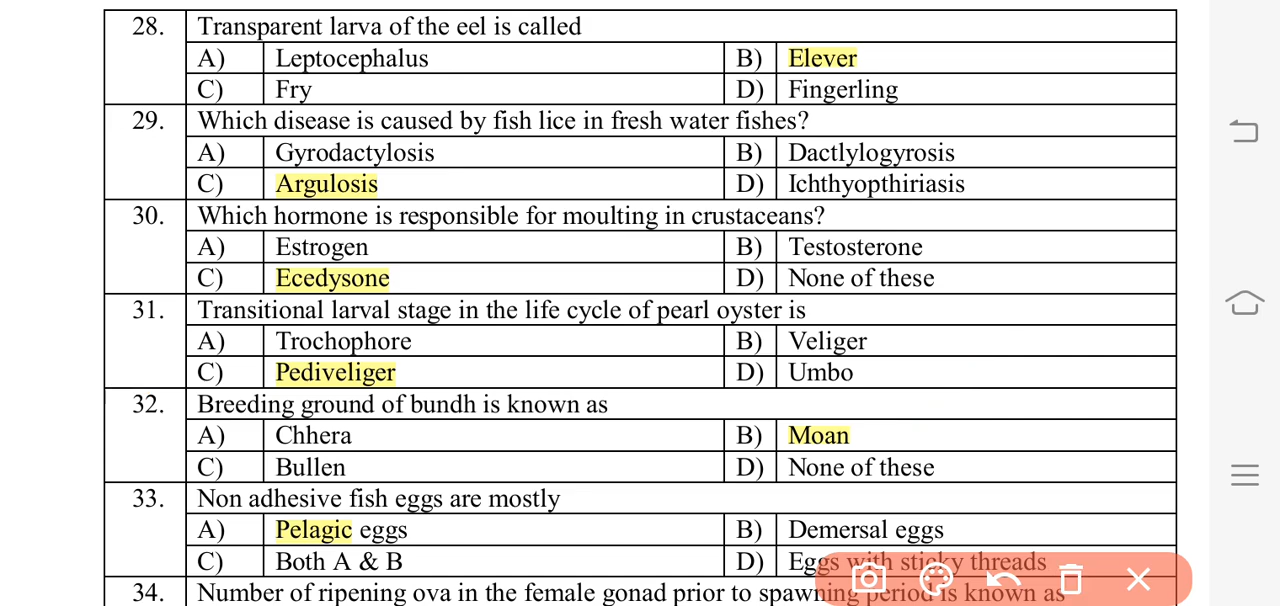 28. Transparent larva of the eel is called
A) Leptocephalus B) Elever
C) Fry D) Fingerling
29. Which disease is caused by fish lice in fresh water fishes?
A) Gyrodactylosis B) Dactlylogyrosis
C) Argulosis D) Ichthyopthiriasis
30. Which hormone is responsible for moulting in crustaceans?
A) Estrogen B) Testosterone
C) Ecedysone D) None of these
31. Transitional larval stage in the life cycle of pearl oyster is
A) Trochophore B) Veliger
C) Pediveliger D) Umbo
32. Breeding ground of bundh is known as
A) Chhera B) Moan
C) Bullen D) None of these
33. Non adhesive fish eggs are mostly
A) Pelagic eggs B) Demersal eggs
C) Both A & B D) Eggs with sticky threads
34. Number of ripening ova in the female gonad prior to spawning period is known as